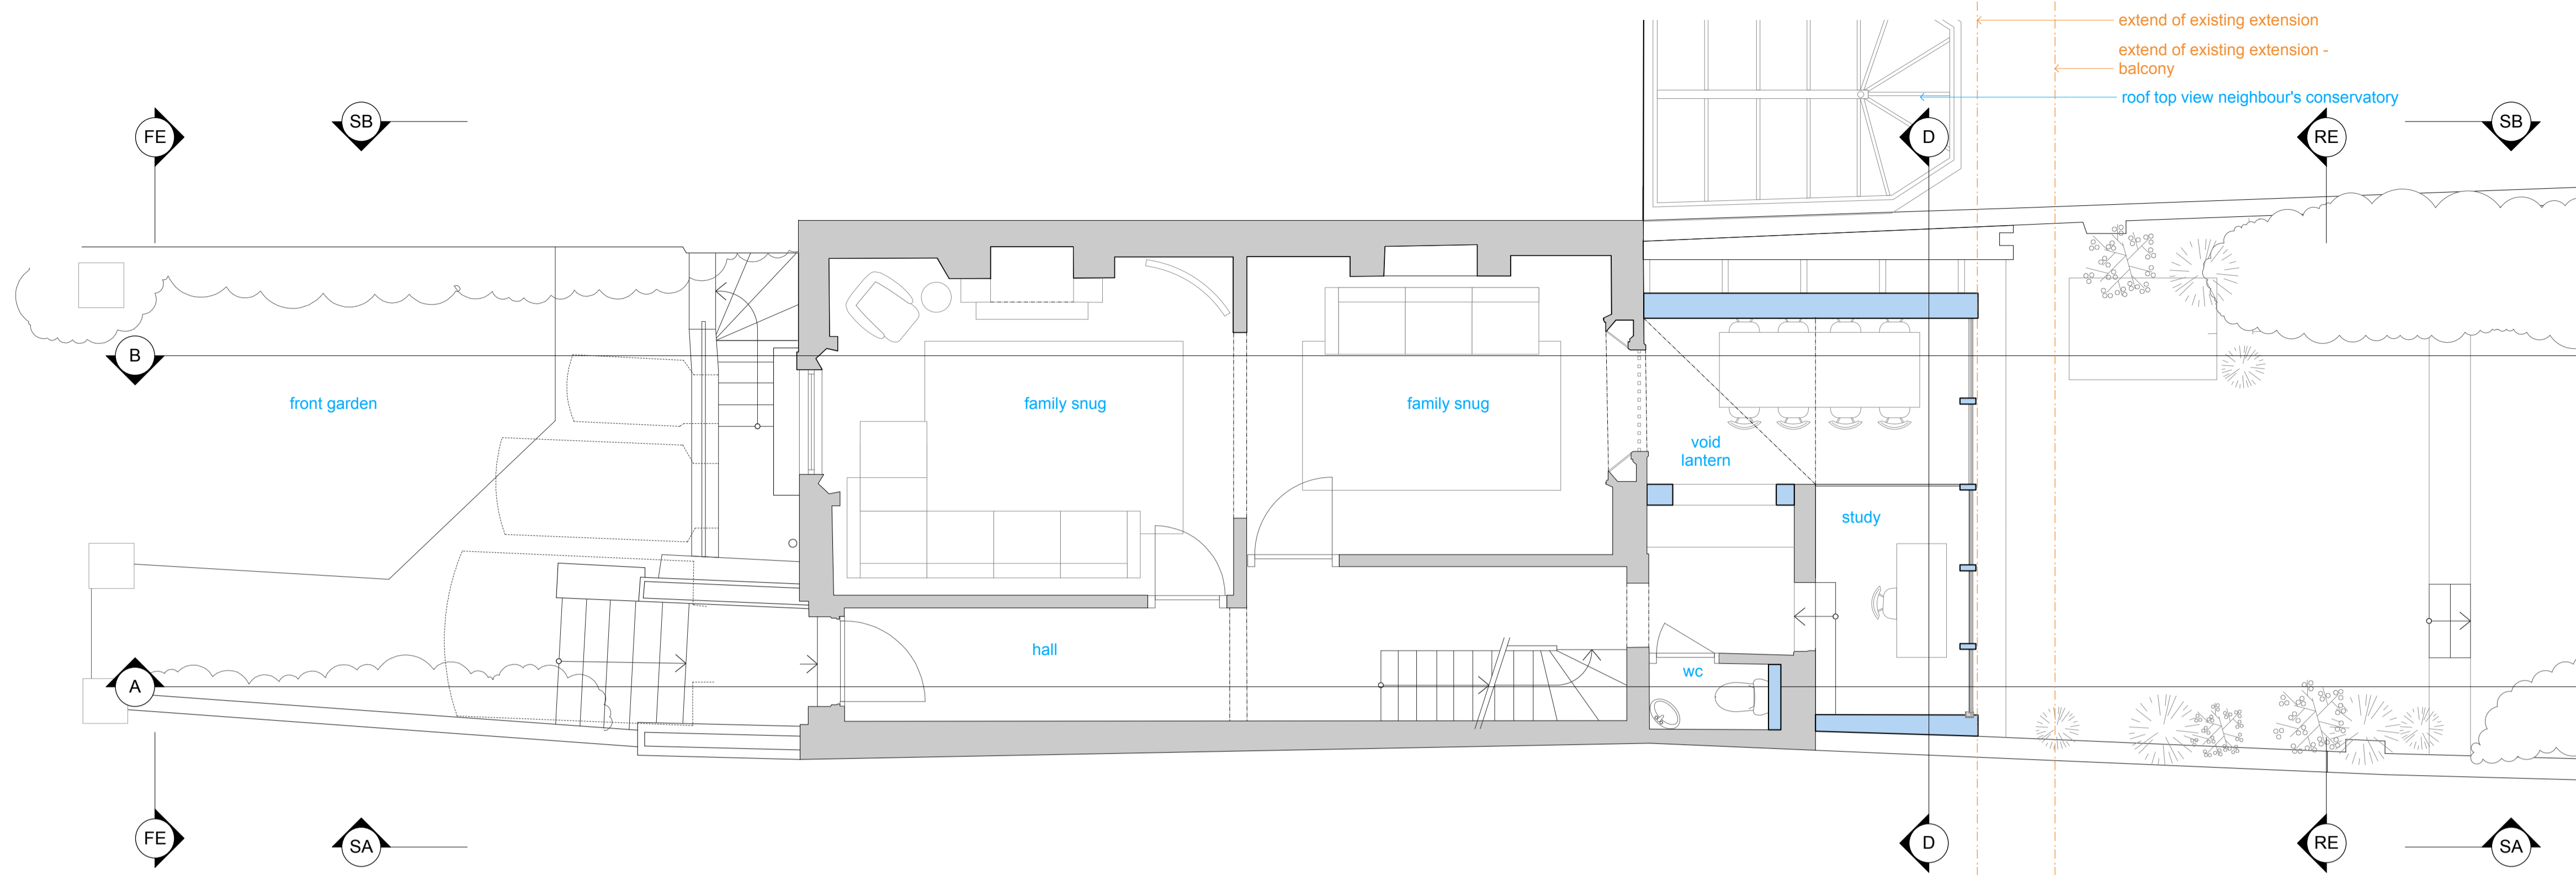 extend of existing extension
extend of existing extension -
balcony
roof top view neighbour's conservatory
FE
SB
D
RE
SB
B
front garden
family snug
family snug
void
lantern
study
hall
wc
A
FE
SA
D
RE
SA